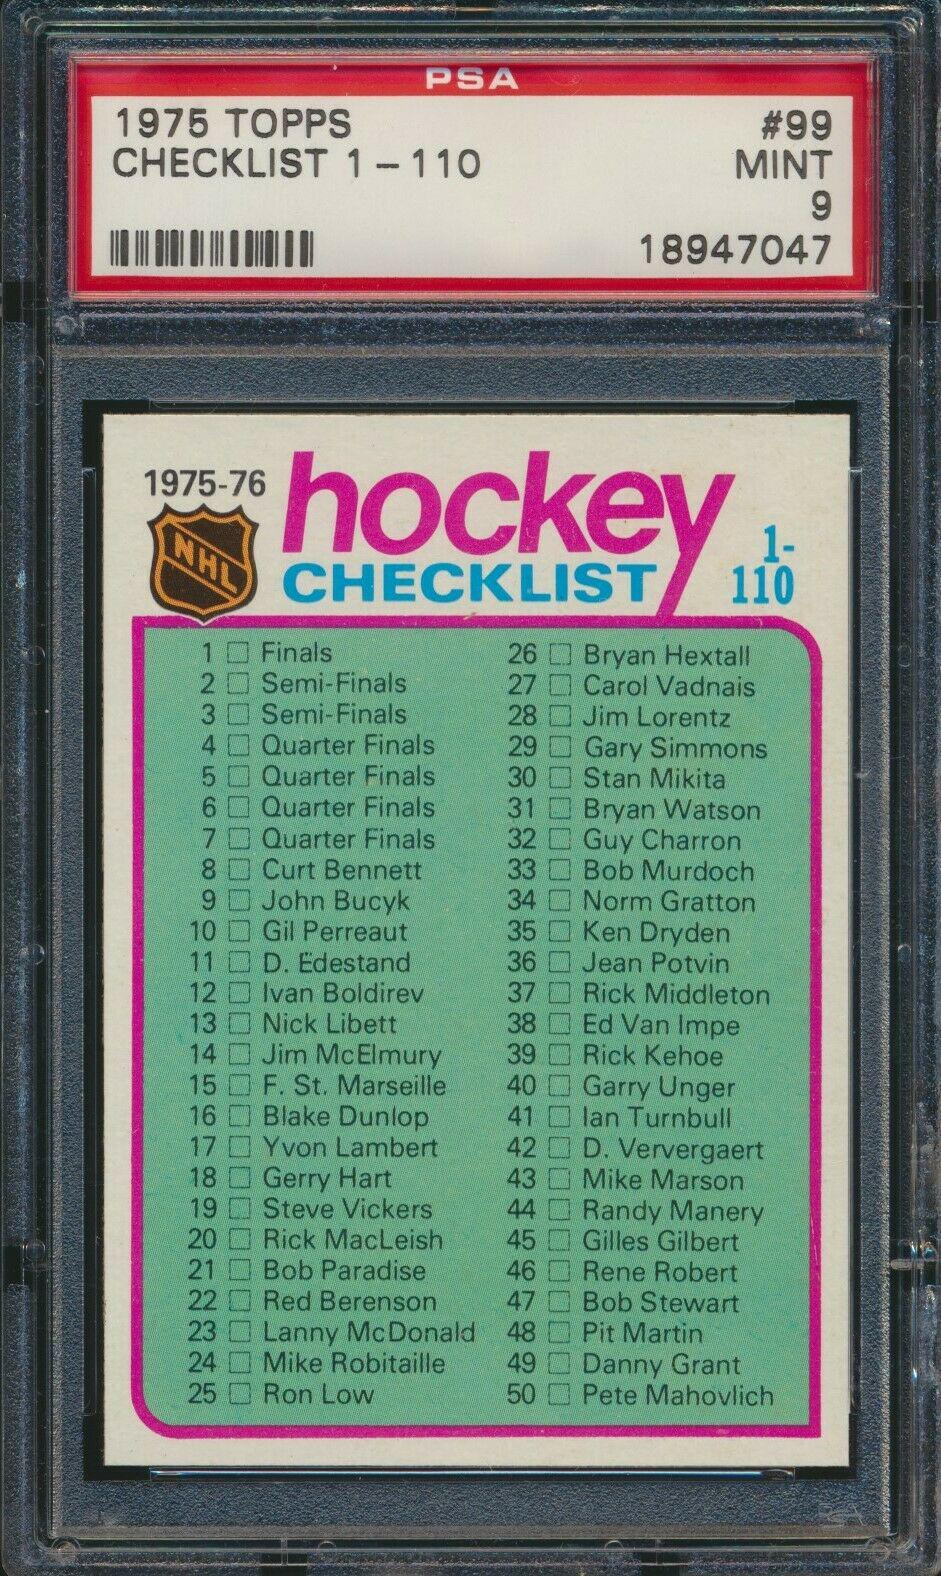 PSA
1975 TOPPS #99
CHECKLIST 1-110 MINT
9
18947047
1975-76 hockey
NHL CHECKLIST 1-110
1 Finals
2 Semi-Finals
3 Semi-Finals
4 Quarter Finals
5 Quarter Finals
6 Quarter Finals
7 Quarter Finals
8 Curt Bennett
9 John Bucyk
10 Gil Perreaut
11 D. Edestand
12 Ivan Boldirev
13 Nick Libett
14 Jim McElmury
15 F. St. Marseille
16 Blake Dunlop
17 Yvon Lambert
18 Gerry Hart
19 Steve Vickers
20 Rick MacLeish
21 Bob Paradise
22 Red Berenson
23 Lanny McDonald
24 Mike Robitaille
25 Ron Low
26 Bryan Hextall
27 Carol Vadnais
28 Jim Lorentz
29 Gary Simmons
30 Stan Mikita
31 Bryan Watson
32 Guy Charron
33 Bob Murdoch
34 Norm Gratton
35 Ken Dryden
36 Jean Potvin
37 Rick Middleton
38 Ed Van Impe
39 Rick Kehoe
40 Garry Unger
41 Ian Turnbull
42 D. Ververgaert
43 Mike Marson
44 Randy Manery
45 Gilles Gilbert
46 Rene Robert
47 Bob Stewart
48 Pit Martin
49 Danny Grant
50 Pete Mahovlich
PSA